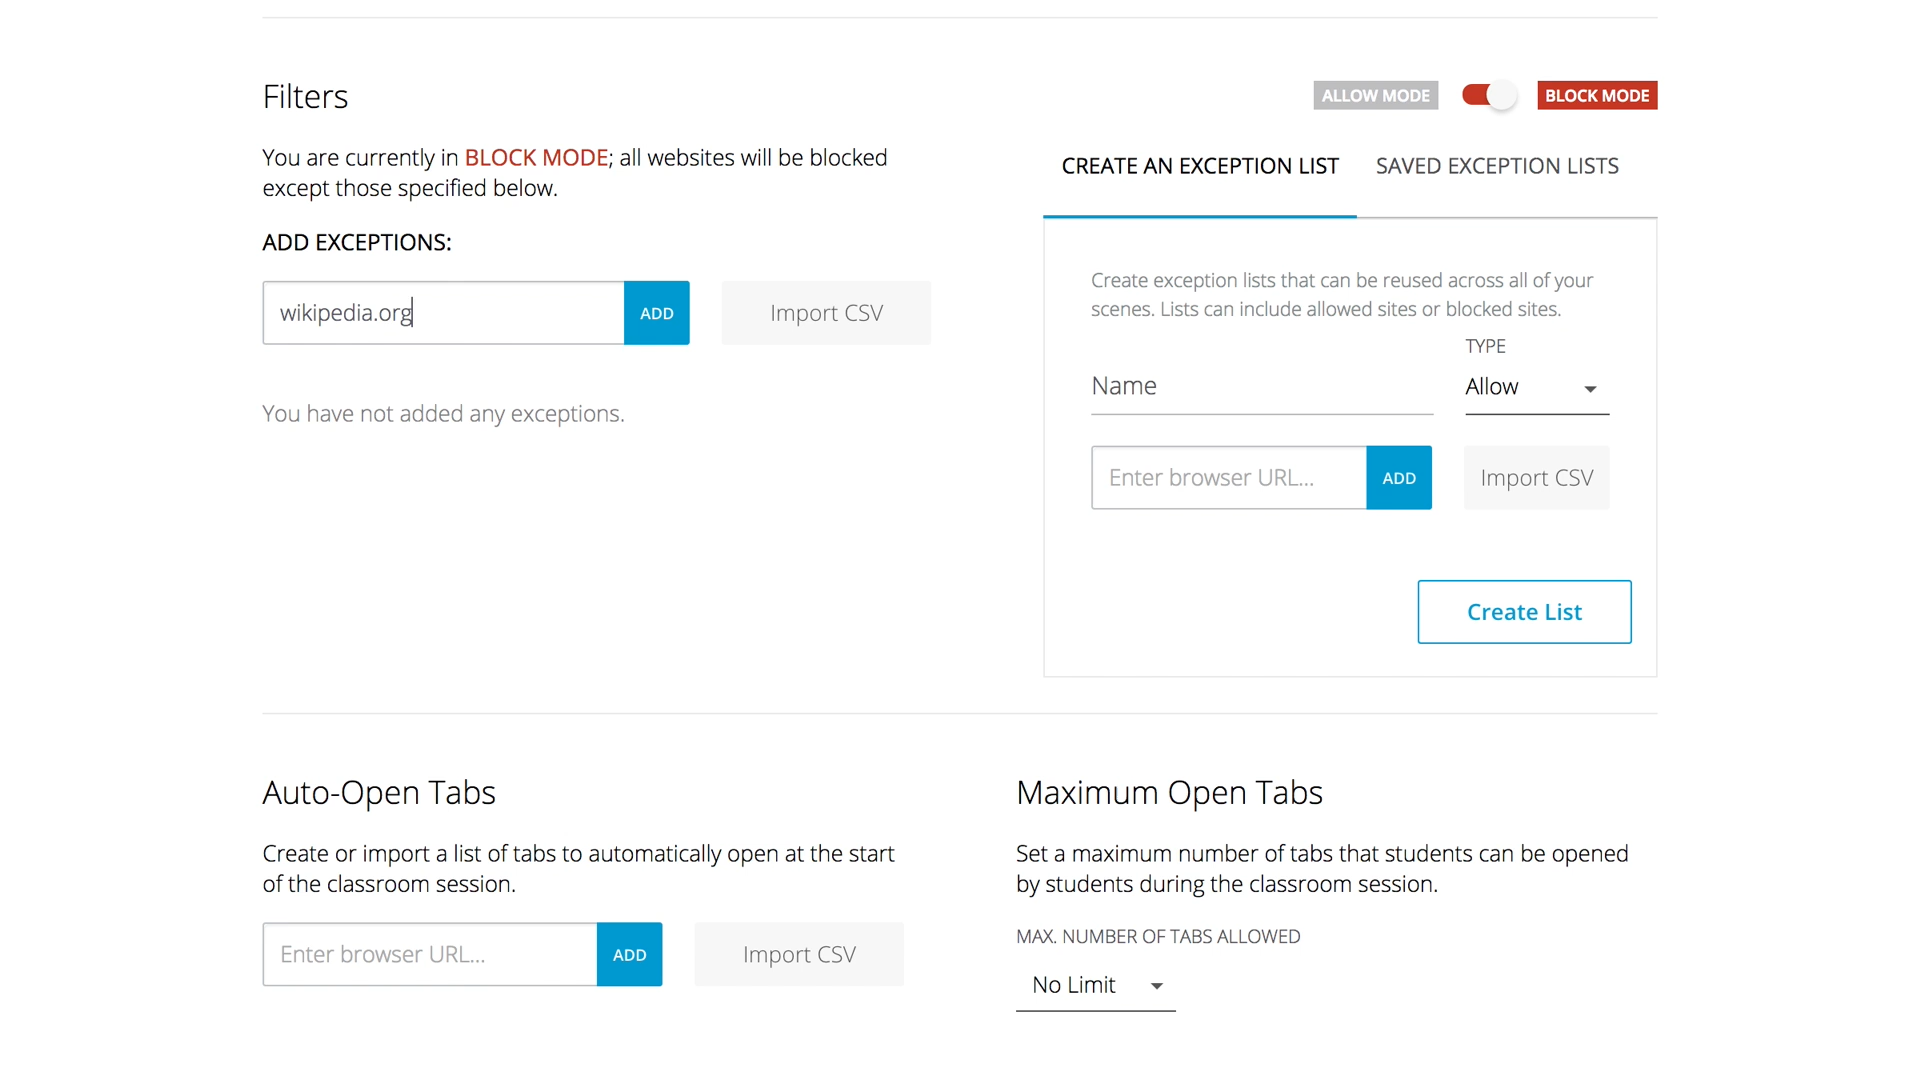 Filters
ALLOW MODE
BLOCK MODE
You are currently in BLOCK MODE; all websites will be blocked
except those specified below.
ADD EXCEPTIONS:
wikipedia.org
ADD
Import CSV
You have not added any exceptions.
CREATE AN EXCEPTION LIST
SAVED EXCEPTION LISTS
Create exception lists that can be reused across all of your
scenes. Lists can include allowed sites or blocked sites.
TYPE
Name
Allow
Enter browser URL...
ADD
Import CSV
Create List
Auto-Open Tabs
Create or import a list of tabs to automatically open at the start
of the classroom session.
Enter browser URL...
ADD
Import CSV
Maximum Open Tabs
Set a maximum number of tabs that students can be opened
by students during the classroom session.
MAX. NUMBER OF TABS ALLOWED
No Limit